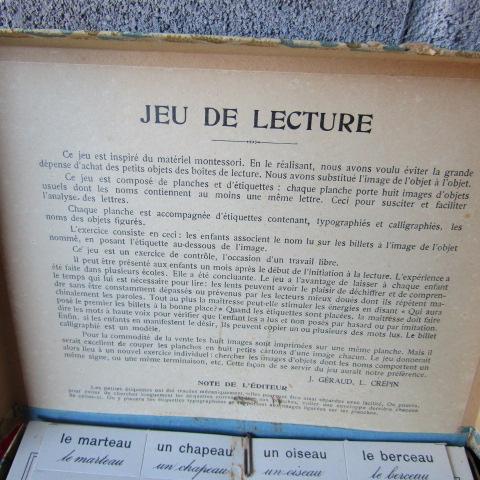 JEU DE LECTURE
Ce jeu est inspiré du matériel montessori. En le réalisant, nous avons voulu éviter la grande
dépense d'achat des petits objets des boîtes de lecture. Nous avons substitué l'image de l'objet à l'objet.
Ce jeu est composé de planches et d'étiquettes : chaque planche porte huit images d'objets
usuels dont les noms contiennent au moins une même lettre. Ceci pour susciter et faciliter
l'analyse des lettres.
Chaque planche est accompagnée d'étiquettes contenant, typographiés et calligraphiés, les
noms des objets figurés.
L'exercice consiste en ceci : les enfants associent le nom lu sur les billets à l'image de l'objet
nommé, en posant l'étiquette au-dessous de l'image.
Ce jeu est un exercice de contrôle, l'occasion d'un travail libre.
Il peut être présenté aux enfants un mois après le début de l'initiation à la lecture. L'expérience a
été faite dans plusieurs écoles. Elle a été concluante. Le jeu a l'avantage de laisser à chaque enfant
le temps qui lui est nécessaire pour lire : les lents peuvent avoir le plaisir de déchiffrer et de compren-
dre sans être constamment dépassés ou prévenus par les lecteurs mieux doués dont ils répètent ma-
chinalement les paroles. Tout au plus la maîtresse peut-elle stimuler les énergies en disant « Qui aura
posé le premier les billets à la bonne place? » Quand les étiquettes sont placées, la maîtresse doit faire
dire les mots à haute voix pour vérifier que l'enfant les a lus et non posés par hasard ou par imitation.
Enfin, si les enfants en manifestent le désir, ils peuvent copier un ou plusieurs des mots lus. Le billet
calligraphié est un modèle.
Pour la commodité de la vente les huit images sont imprimées sur une même planche. Mais il
serait excellent de couper les planches en huit petits cartons d'une image chacun. Le jeu donnerait
alors lieu à un nouvel exercice individuel : chercher les images d'objets dont les noms comportent un
même signe, ou une même terminaison, etc. Cette façon de se servir du jeu aurait notre préférence.
J. GÉRAUD, L. CRÉPIN
NOTE DE L'ÉDITEUR
Les petites étiquettes ont été
le marteau un chapeau un oiseau le berceau
le marteau un chapeau un oiseau le berceau